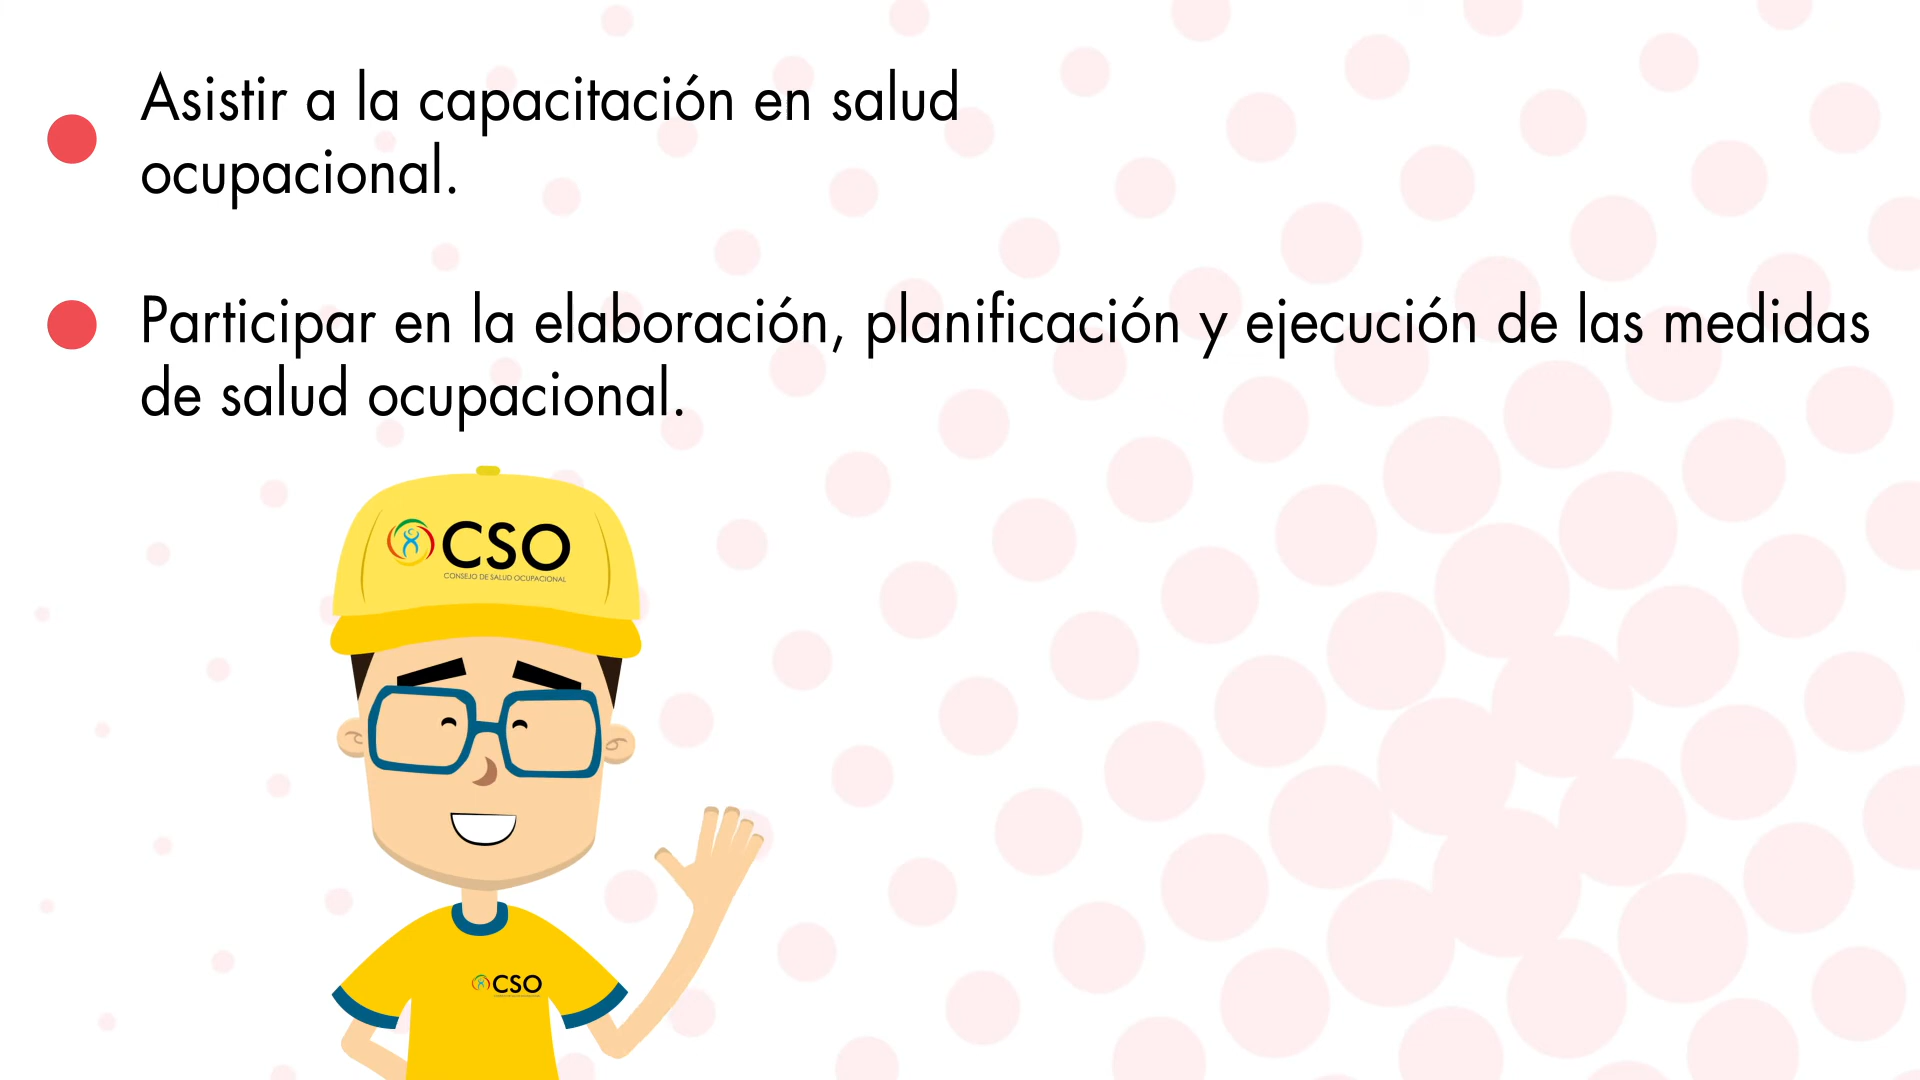 Asistir a la capacitación en salud
ocupacional.
Participar en la elaboración, planificación y ejecución de las medidas
de salud ocupacional.
CSO
CONSEJO DE SALUD OCUPACIONAL
CSO